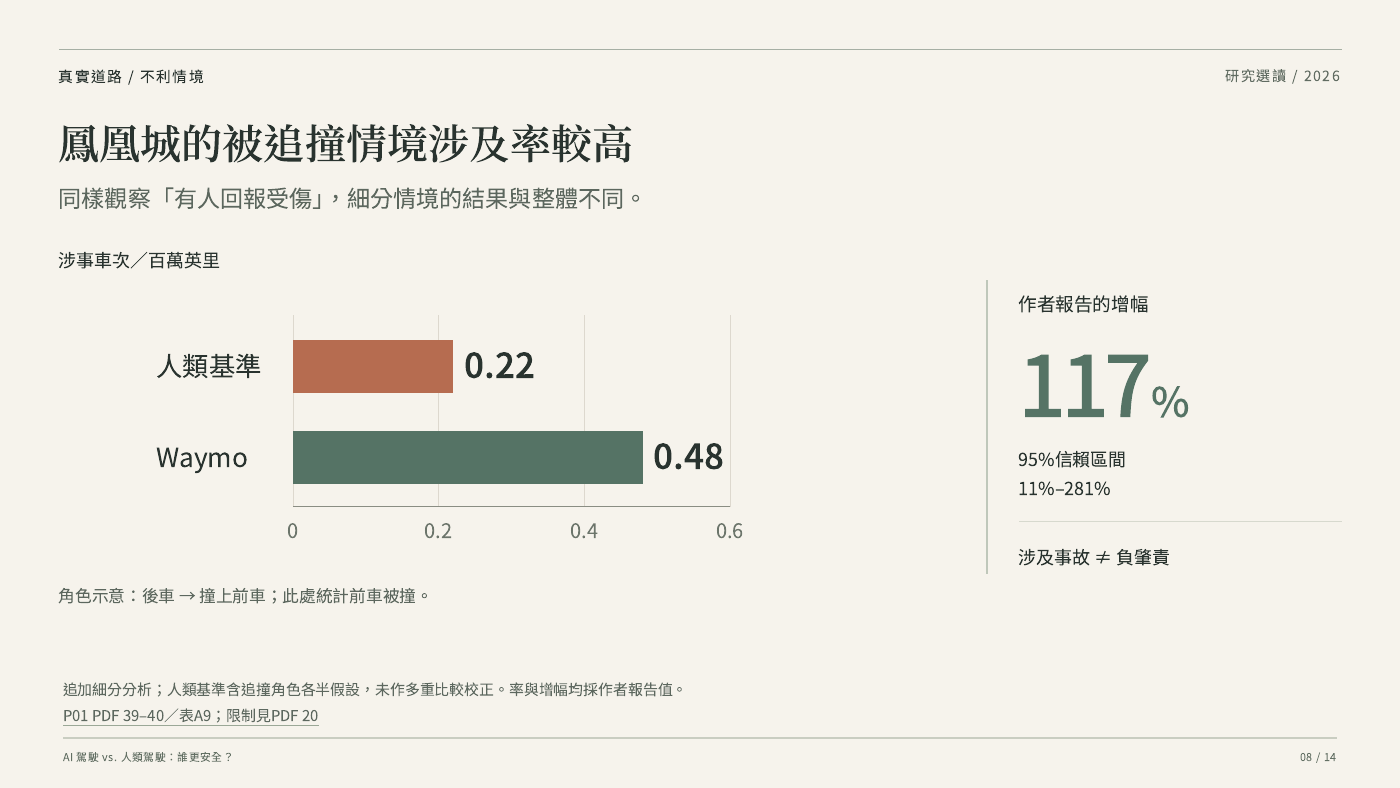 真實道路 / 不利情境
研究選讀 / 2026
鳳凰城的被追撞情境涉及率較高
同樣觀察「有人回報受傷」，細分情境的結果與整體不同。
涉事車次／百萬英里
人類基準
0.22
Waymo
0.48
0
0.2
0.4
0.6
角色示意：後車 → 撞上前車；此處統計前車被撞。
作者報告的增幅
117%
95%信賴區間
11%–281%
涉及事故 ≠ 負肇責
追加細分分析；人類基準含追撞角色各半假設，未作多重比較校正。率與增幅均採作者報告值。
P01 PDF 39–40／表A9；限制見PDF 20
AI 駕駛 vs. 人類駕駛：誰更安全？
08 / 14